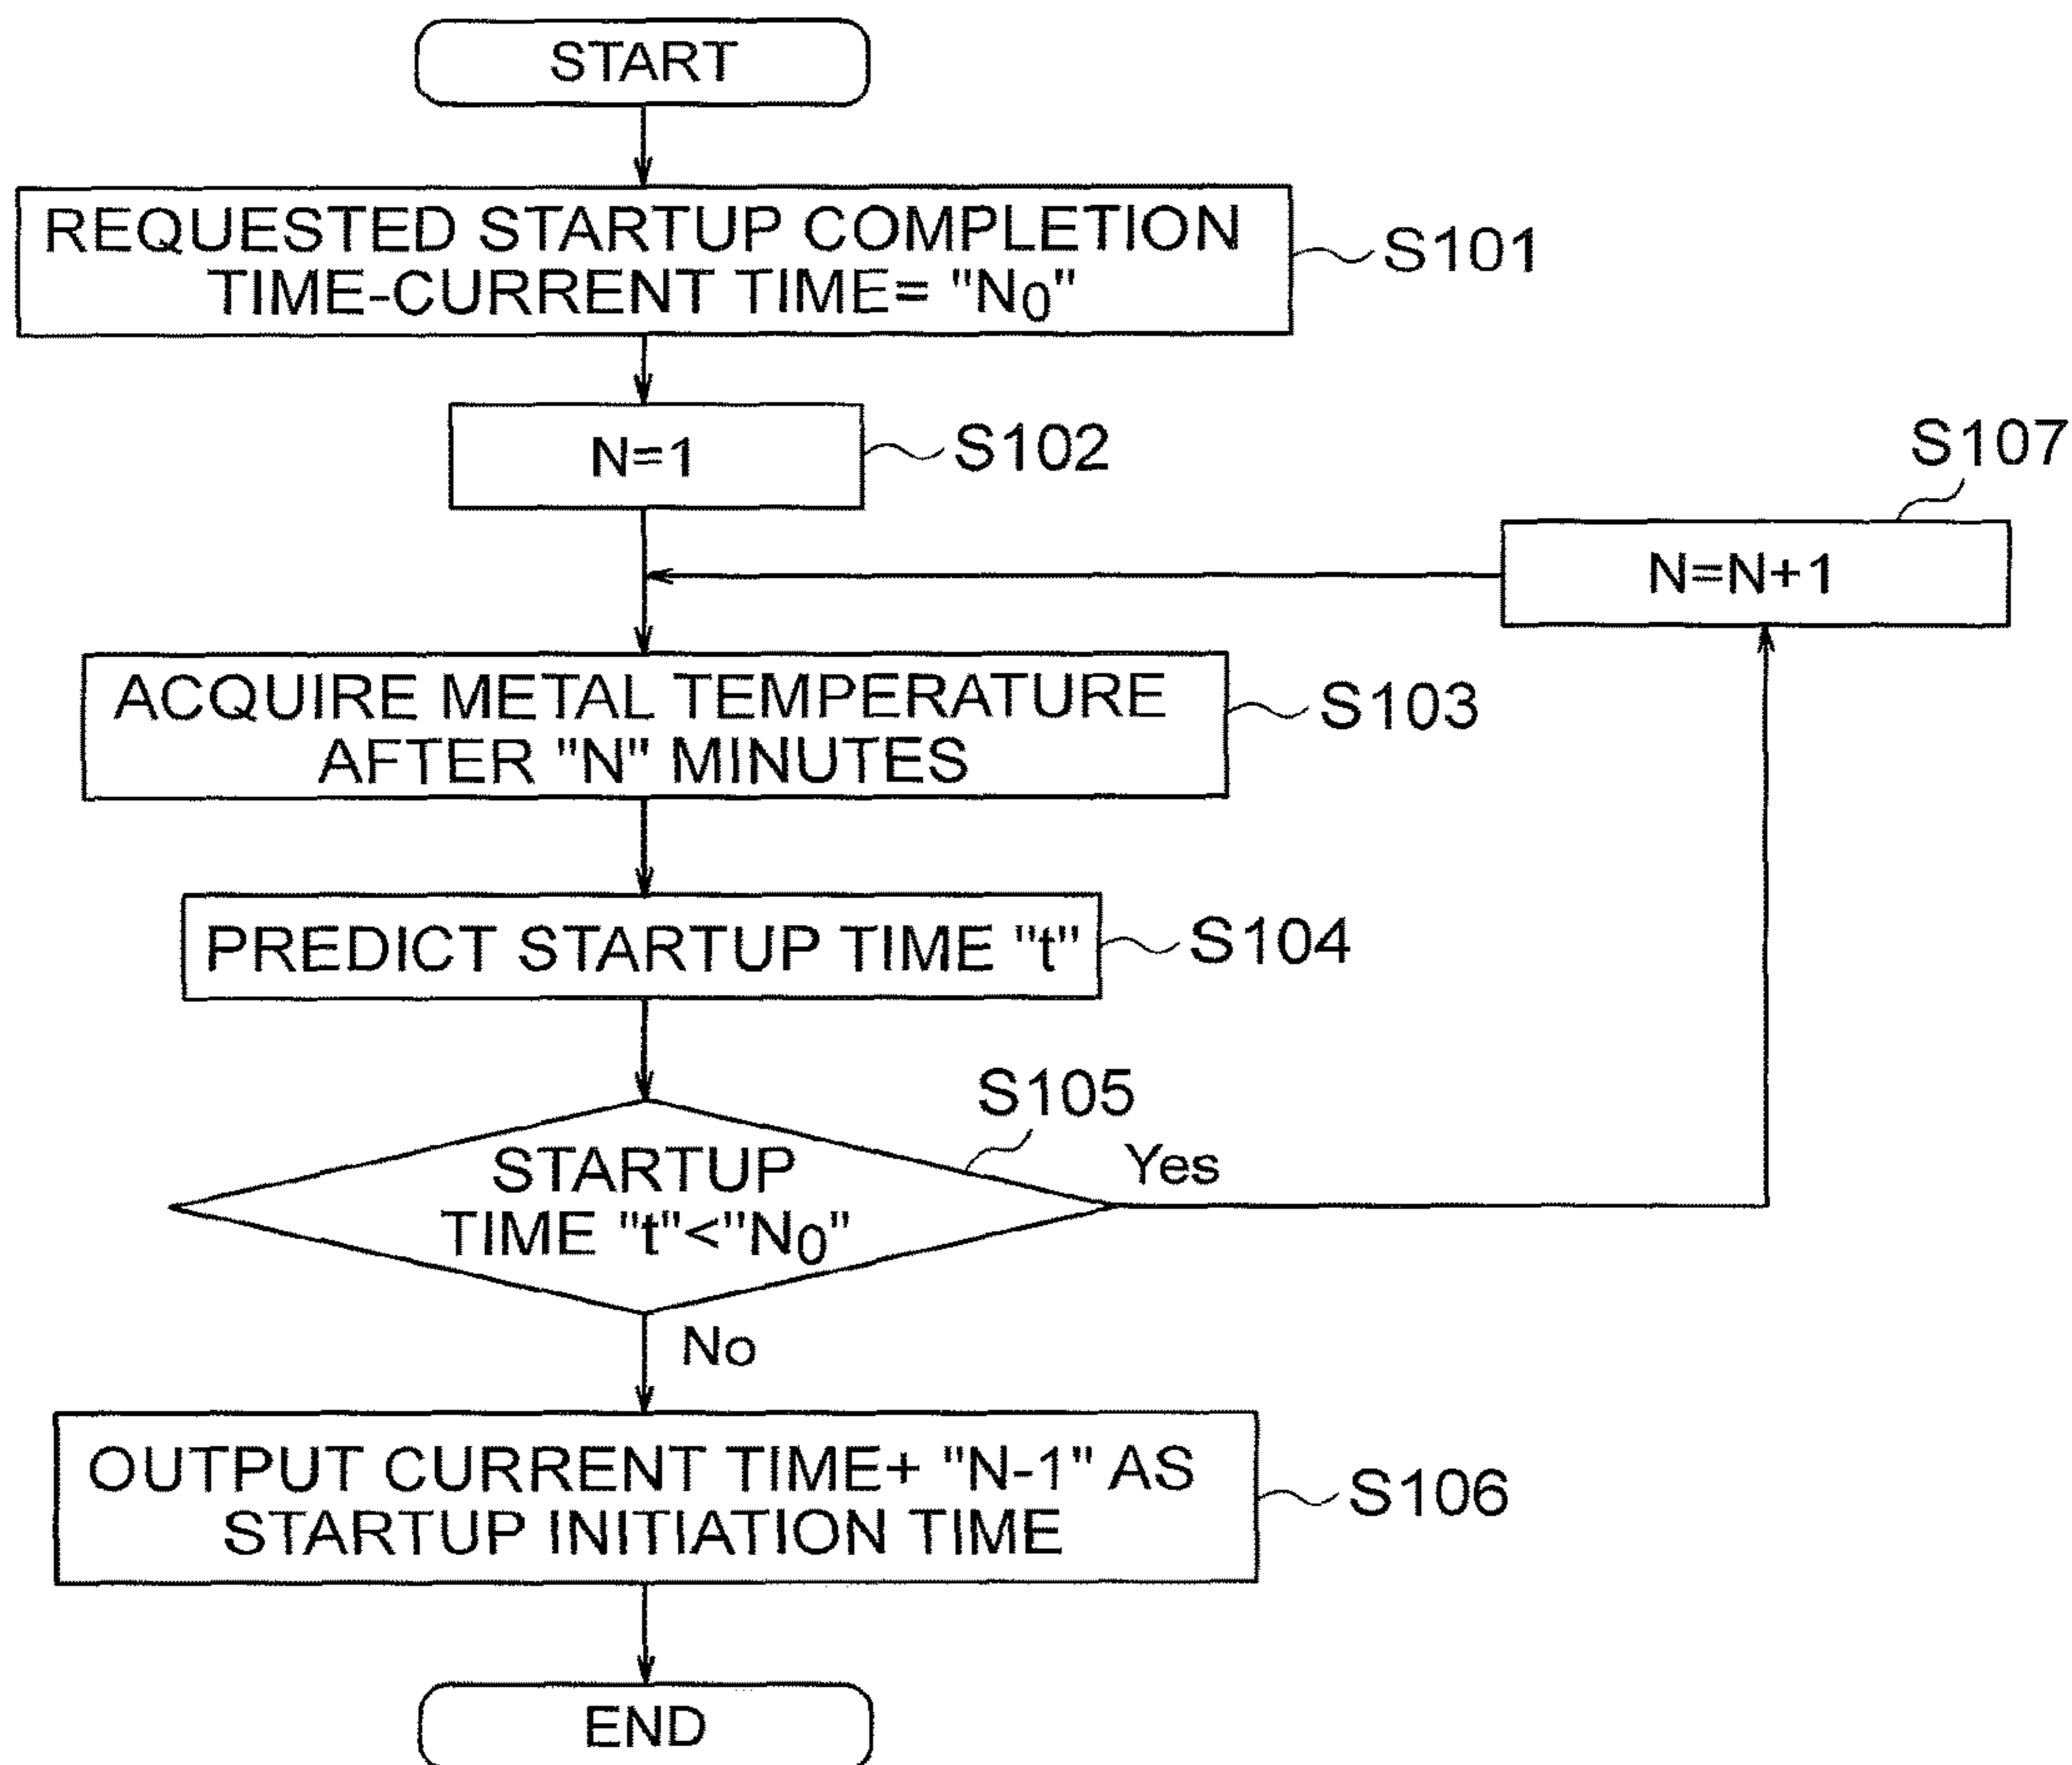 START
REQUESTED STARTUP COMPLETION
TIME-CURRENT TIME= "N₀"
S101
N=1
S102
S107
N=N+1
ACQUIRE METAL TEMPERATURE
AFTER "N" MINUTES
S103
PREDICT STARTUP TIME "t"
S104
S105
STARTUP
TIME "t"<"N₀"
Yes
No
OUTPUT CURRENT TIME+ "N-1" AS
STARTUP INITIATION TIME
S106
END